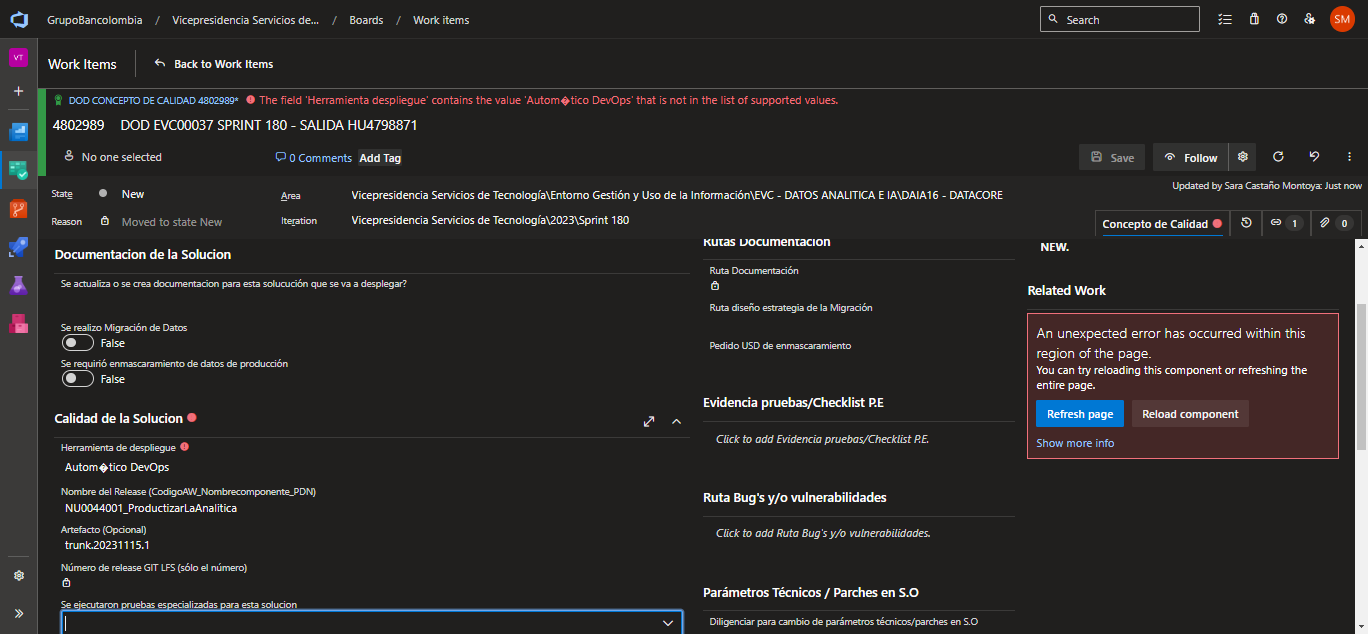 GrupoBancolombia / Vicepresidencia Servicios de... / Boards / Work items
Search
SM
VT
Work Items
Back to Work Items
DOD CONCEPTO DE CALIDAD 4802989*
The field 'Herramienta despliegue' contains the value 'Autom�tico DevOps' that is not in the list of supported values.
4802989 DOD EVC00037 SPRINT 180 - SALIDA HU4798871
No one selected
0 Comments
Add Tag
Save
Follow
State
New
Area
Vicepresidencia Servicios de Tecnología\Entorno Gestión y Uso de la Información\EVC - DATOS ANALITICA E IA\DAIA16 - DATACORE
Updated by Sara Castaño Montoya: Just now
Reason
Moved to state New
Iteration
Vicepresidencia Servicios de Tecnología\2023\Sprint 180
Concepto de Calidad
1
0
Documentacion de la Solucion
Se actualiza o se crea documentacion para esta solucución que se va a desplegar?
Se realizo Migración de Datos
False
Se requirió enmascaramiento de datos de producción
False
Calidad de la Solucion
Herramienta de despliegue
Autom�tico DevOps
Nombre del Release (CodigoAW_Nombrecomponente_PDN)
NU0044001_ProductizarLaAnalitica
Artefacto (Opcional)
trunk.20231115.1
Número de release GIT LFS (sólo el número)
Se ejecutaron pruebas especializadas para esta solucion
Rutas Documentación
Ruta Documentación
Ruta diseño estrategia de la Migración
Pedido USD de enmascaramiento
Evidencia pruebas/Checklist P.E
Click to add Evidencia pruebas/Checklist P.E.
Ruta Bug's y/o vulnerabilidades
Click to add Ruta Bug's y/o vulnerabilidades.
Parámetros Técnicos / Parches en S.O
Diligenciar para cambio de parámetros técnicos/parches en S.O
NEW.
Related Work
An unexpected error has occurred within this
region of the page.
You can try reloading this component or refreshing the
entire page.
Refresh page
Reload component
Show more info